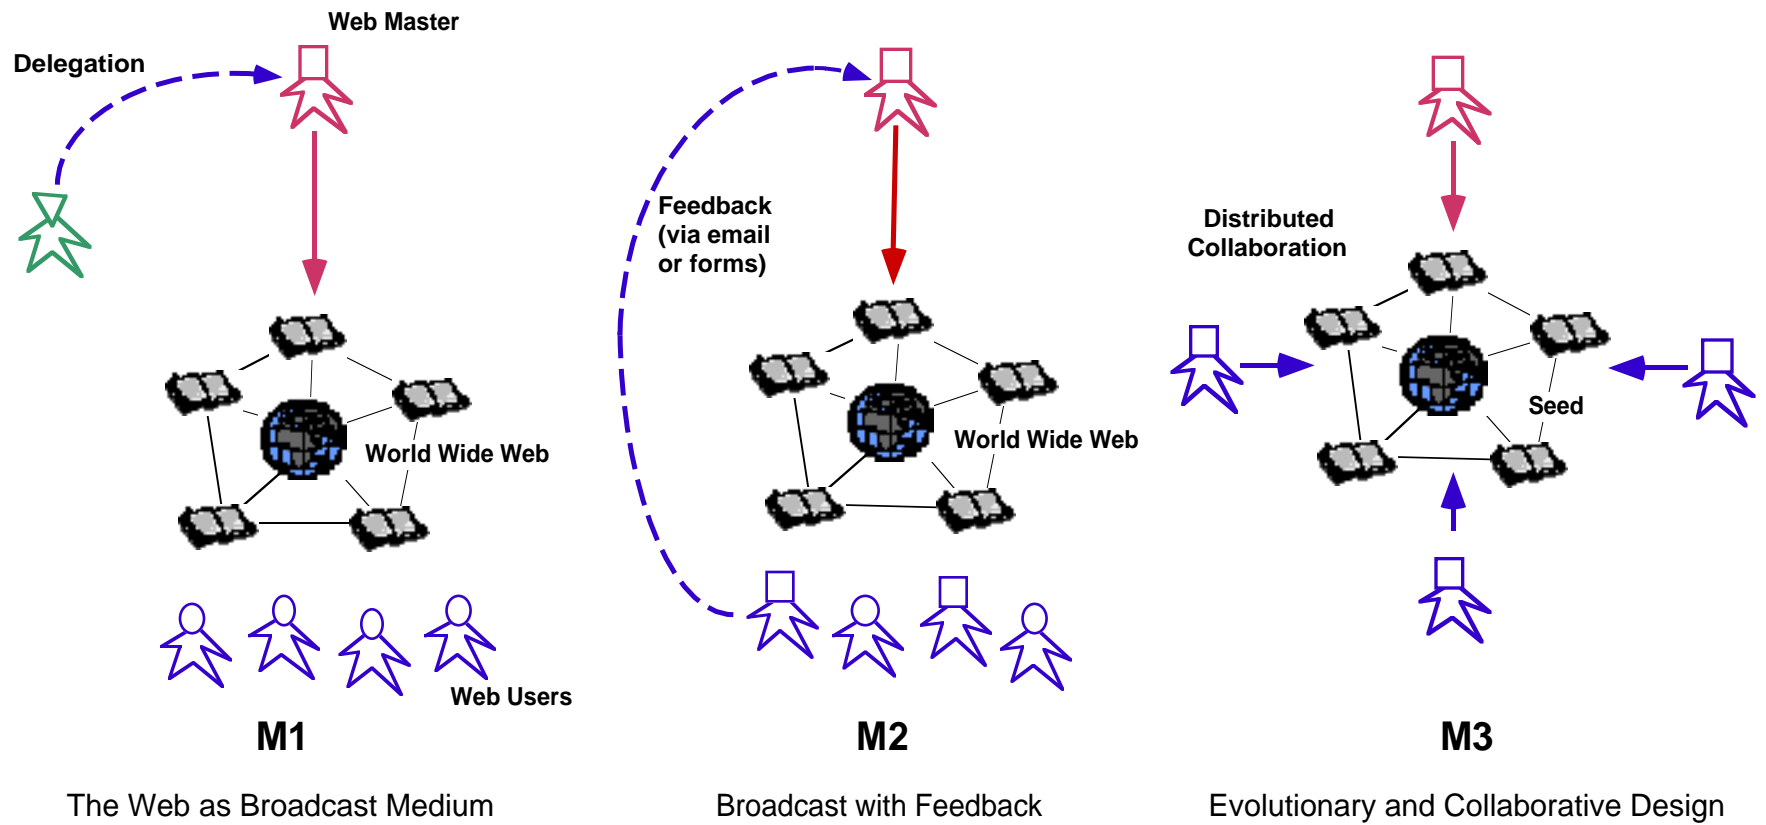 Web Master
Delegation
World Wide Web
Web Users
M1
The Web as Broadcast Medium
Feedback
(via email
or forms)
World Wide Web
M2
Broadcast with Feedback
Distributed
Collaboration
Seed
M3
Evolutionary and Collaborative Design